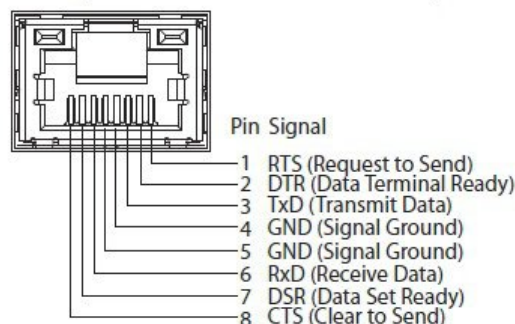 Pin Signal
1 RTS (Request to Send)
2 DTR (Data Terminal Ready)
3 TxD (Transmit Data)
4 GND (Signal Ground)
5 GND (Signal Ground)
6 RxD (Receive Data)
7 DSR (Data Set Ready)
8 CTS (Clear to Send)